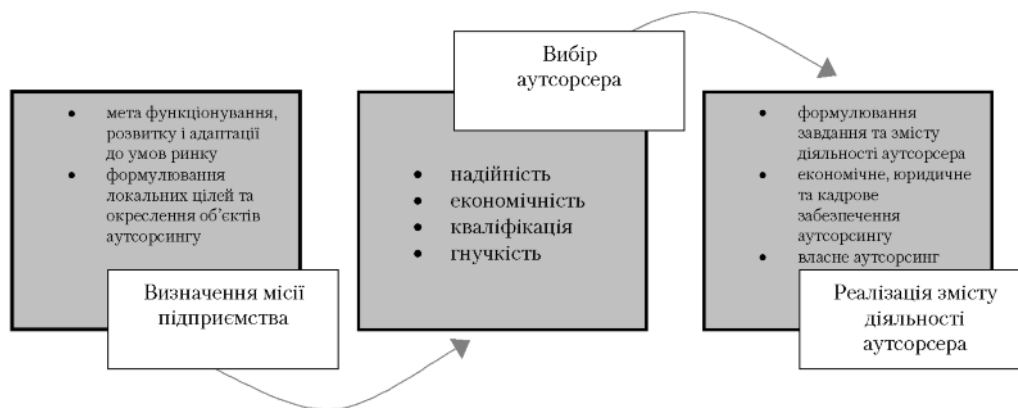 • мета функціонування,
розвитку і адаптації
до умов ринку
• формулювання
локальних цілей та
окреслення об’єктів
аутсорсингу
Визначення місії
підприємства
Вибір
аутсорсера
• надійність
• економічність
• кваліфікація
• гнучкість
• формулювання
завдання та змісту
діяльності аутсорсера
• економічне, юридичне
та кадрове
забезпечення
аутсорсингу
• власне аутсорсинг
Реалізація змісту
діяльності
аутсорсера